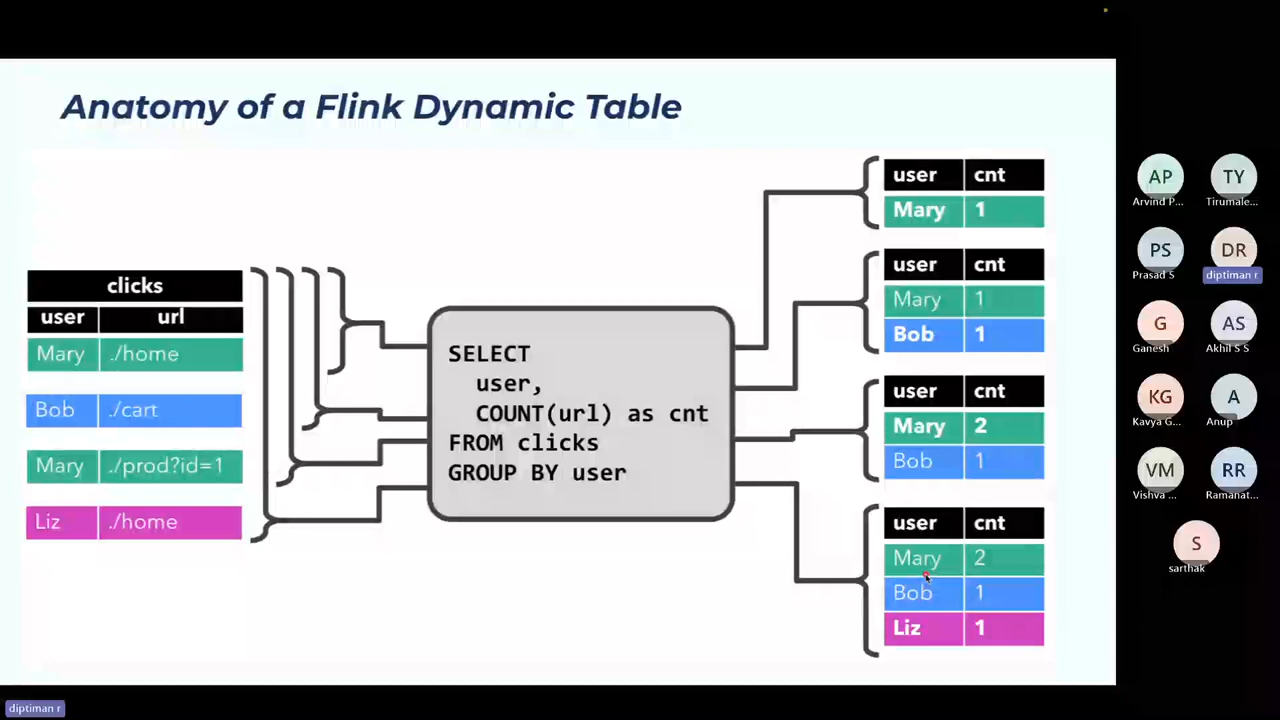 Anatomy of a Flink Dynamic Table
clicks
user url
Mary ./home
Bob ./cart
Mary ./prod?id=1
Liz ./home
SELECT
user,
COUNT(url) as cnt
FROM clicks
GROUP BY user
user cnt
Mary 1
user cnt
Mary 1
Bob 1
user cnt
Mary 2
Bob 1
user cnt
Mary 2
Bob 1
Liz 1
AP TY
Arvind P... Tirumale...
PS DR
Prasad S diptiman r
G AS
Ganesh Akhil S S
KG A
Kavya G... Anup
VM RR
Vishva ... Ramanat...
S
sarthak
diptiman r